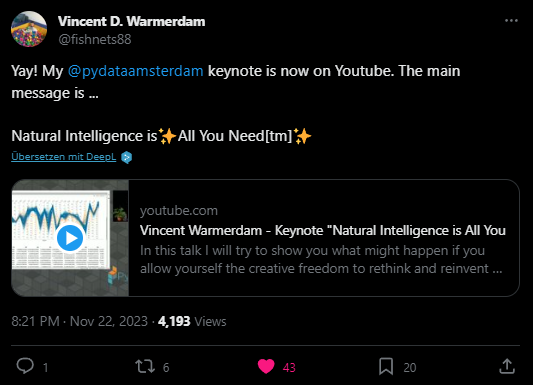 Vincent D. Warmerdam
@fishnets88
Yay! My @pydataamsterdam keynote is now on Youtube. The main
message is ...
Natural Intelligence is✨All You Need[tm]✨
Übersetzen mit DeepL
youtube.com
Vincent Warmerdam - Keynote "Natural Intelligence is All You
In this talk I will try to show you what might happen if you
allow yourself the creative freedom to rethink and reinvent ...
8:21 PM · Nov 22, 2023 · 4,193 Views
1 6 43 20